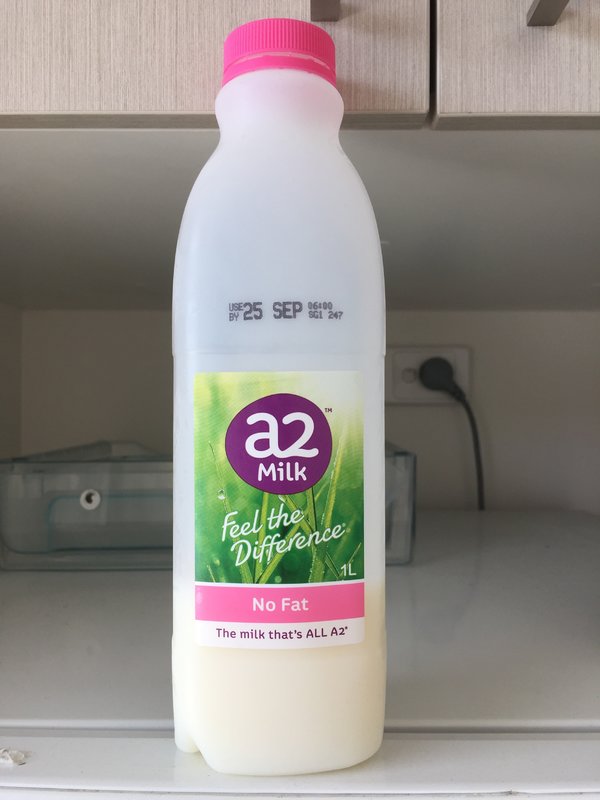 USE BY 25 SEP 06:00
SG1 247
a2™
Milk
Feel the
Difference®
1L
No Fat
The milk that's ALL A2*